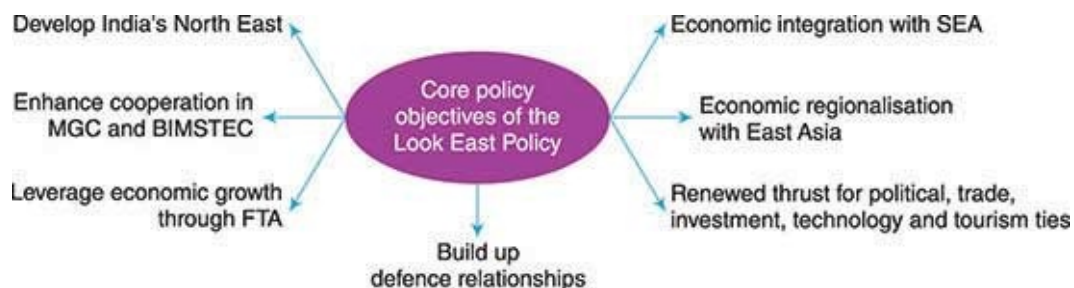 Develop India's North East
Enhance cooperation in
MGC and BIMSTEC
Leverage economic growth
through FTA
Core policy
objectives of the
Look East Policy
Build up
defence relationships
Economic integration with SEA
Economic regionalisation
with East Asia
Renewed thrust for political, trade,
investment, technology and tourism ties